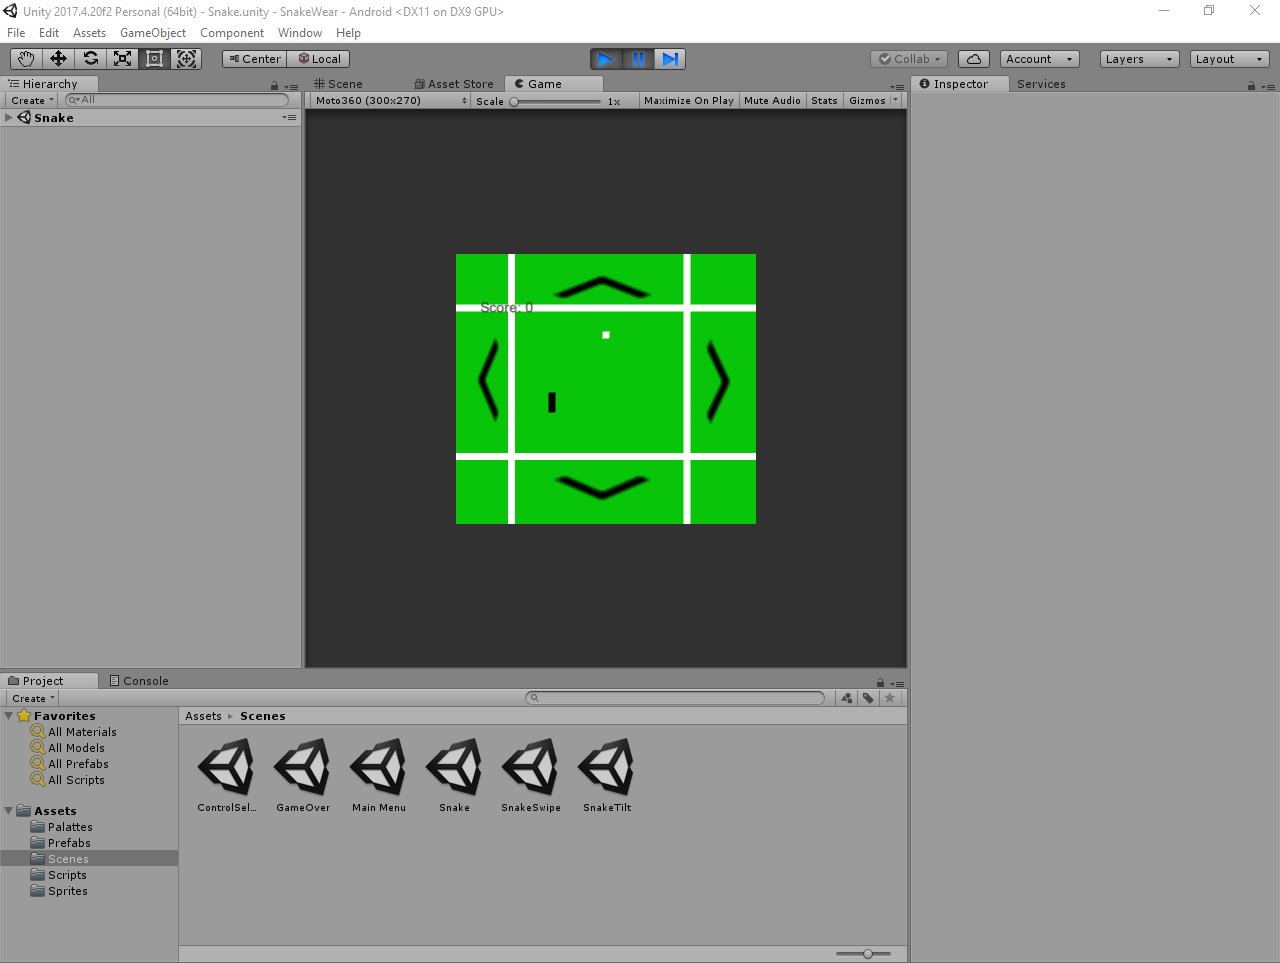 Unity 2017.4.20f2 Personal (64bit) - Snake.unity - SnakeWear - Android <DX11 on DX9 GPU>
File Edit Assets GameObject Component Window Help
Center Local Collab Account Layers Layout
Hierarchy Scene Asset Store Game Inspector Services
Create All Moto360 (300x270) Scale 1x Maximize On Play Mute Audio Stats Gizmos
Snake
Score: 0
Project Console
Create
Favorites Assets Scenes
All Materials
All Models
All Prefabs
All Scripts
ControlSel... GameOver Main Menu Snake SnakeSwipe SnakeTilt
Assets
Palattes
Prefabs
Scenes
Scripts
Sprites